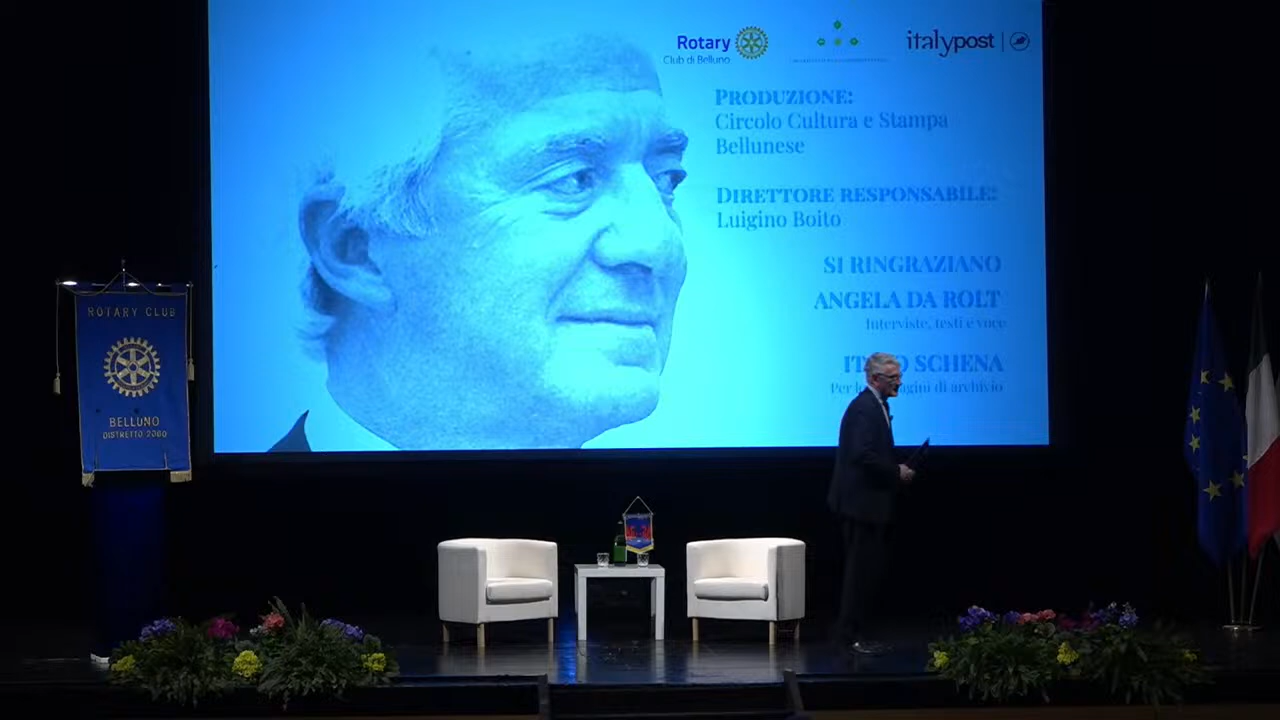 Rotary
Club di Belluno
italypost
PRODUZIONE:
Circolo Cultura e Stampa
Bellunese
DIRETTORE RESPONSABILE:
Luigino Boito
SI RINGRAZIANO
ANGELA DA ROLT
Interviste, testi e voce
SCHENA
Per di archivio
ROTARY CLUB
BELLUNO
DISTRETTO 2060